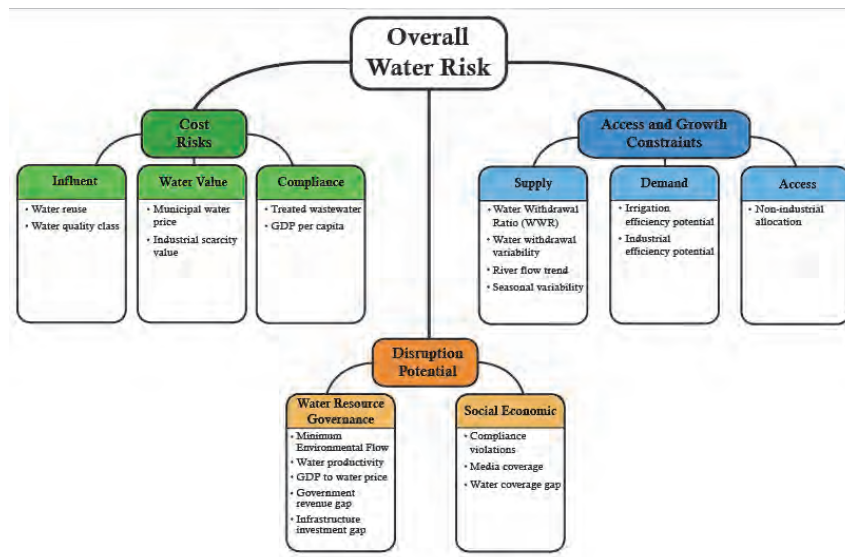 Overall
Water Risk
Cost
Risks
Access and Growth
Constraints
Influent
• Water reuse
• Water quality class
Water Value
• Municipal water
price
• Industrial scarcity
value
Compliance
• Treated wastewater
• GDP per capita
Supply
• Water Withdrawal
Ratio (WWR)
• Water withdrawal
variability
• River flow trend
• Seasonal variability
Demand
• Irrigation
efficiency potential
• Industrial
efficiency potential
Access
• Non-industrial
allocation
Disruption
Potential
Water Resource
Governance
• Minimum
Environmental Flow
• Water productivity
• GDP to water price
• Government
revenue gap
• Infrastructure
investment gap
Social Economic
• Compliance
violations
• Media coverage
• Water coverage gap